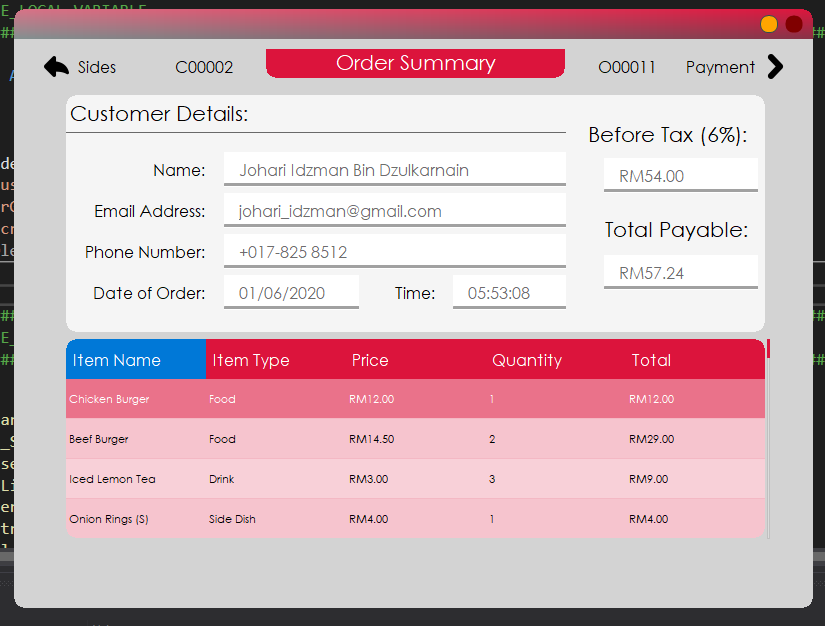 E_LOCAL_VARIABLE
Sides C00002 Order Summary O00011 Payment
Customer Details:
Before Tax (6%):
Name: Johari Idzman Bin Dzulkarnain
RM54.00
Email Address: johari_idzman@gmail.com
Total Payable:
Phone Number: +017-825 8512
RM57.24
Date of Order: 01/06/2020 Time: 05:53:08
Item Name Item Type Price Quantity Total
Chicken Burger Food RM12.00 1 RM12.00
Beef Burger Food RM14.50 2 RM29.00
Iced Lemon Tea Drink RM3.00 3 RM9.00
Onion Rings (S) Side Dish RM4.00 1 RM4.00